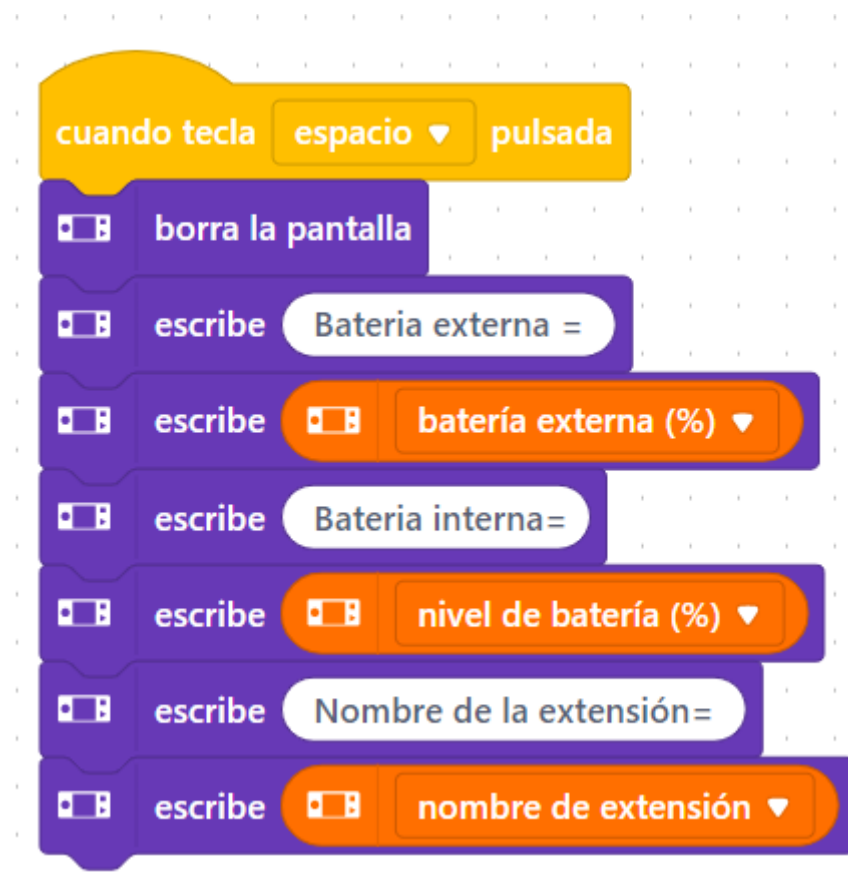 cuando tecla espacio pulsada
borra la pantalla
escribe Bateria externa =
escribe batería externa (%)
escribe Bateria interna=
escribe nivel de batería (%)
escribe Nombre de la extensión=
escribe nombre de extensión